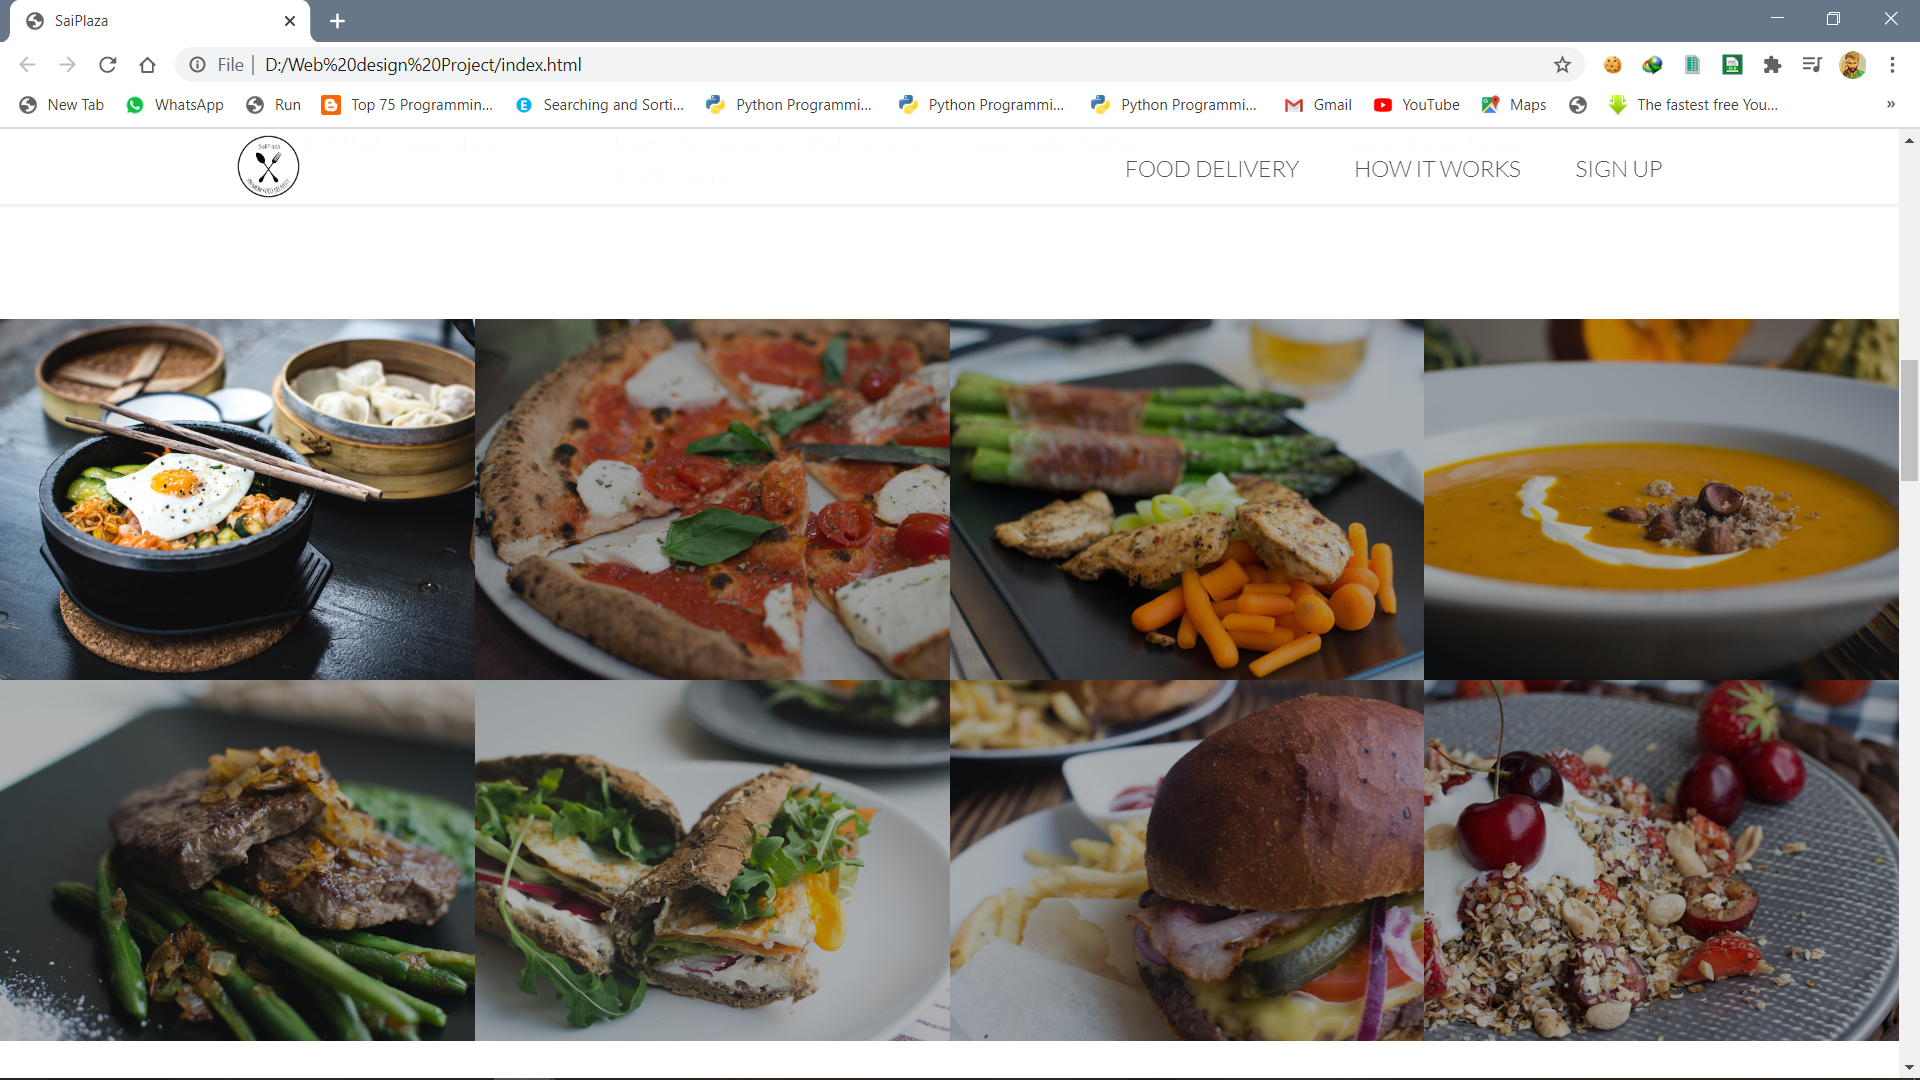 SaiPlaza
File | D:/Web%20design%20Project/index.html
New Tab WhatsApp Run Top 75 Programmin... Searching and Sorti... Python Programmi... Python Programmi... Python Programmi... Gmail YouTube Maps The fastest free You... »
FOOD DELIVERY HOW IT WORKS SIGN UP